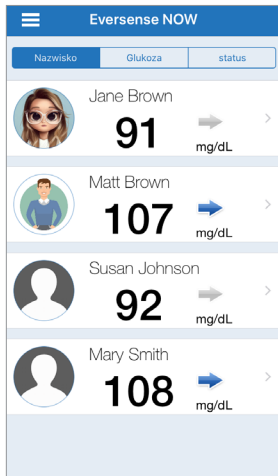 Eversense NOW
Nazwisko Glukoza status
Jane Brown
91
mg/dL
Matt Brown
107
mg/dL
Susan Johnson
92
mg/dL
Mary Smith
108
mg/dL